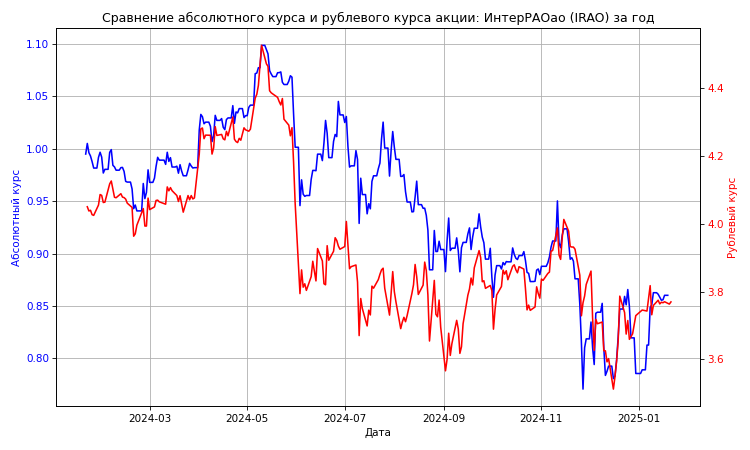 Сравнение абсолютного курса и рублевого курса акции: ИнтерРАОао (IRAO) за год
1.10
1.05
1.00
0.95
0.90
0.85
0.80
Абсолютный курс
4.4
4.2
4.0
3.8
3.6
Рублевый курс
2024-03 2024-05 2024-07 2024-09 2024-11 2025-01
Дата